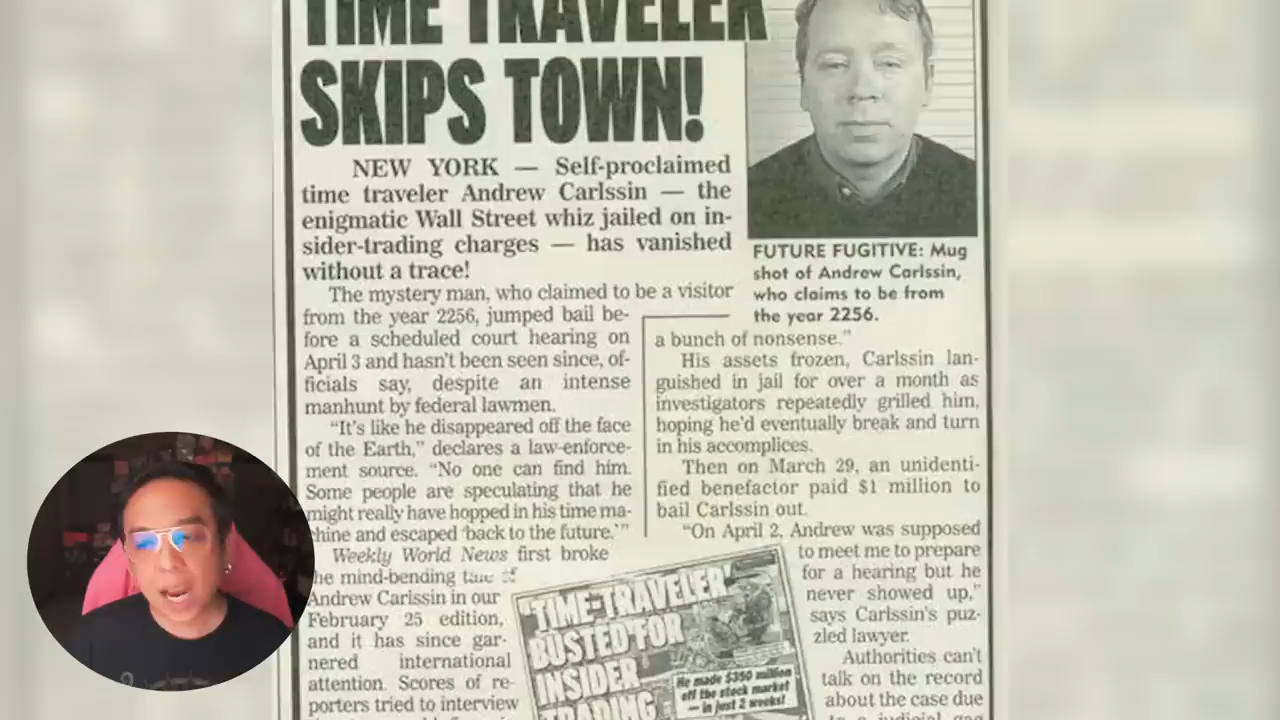 TIME TRAVELER
SKIPS TOWN!
NEW YORK — Self-proclaimed
time traveler Andrew Carlssin — the
enigmatic Wall Street whiz jailed on in-
sider-trading charges — has vanished
without a trace!
The mystery man, who claimed to be a visitor
from the year 2256, jumped bail be-
fore a scheduled court hearing on
April 3 and hasn't been seen since, of-
ficials say, despite an intense
manhunt by federal lawmen.
“It's like he disappeared off the face
of the Earth,” declares a law-enforce-
ment source. “No one can find him.
Some people are speculating that he
might really have hopped in his time ma-
chine and escaped ‘back to the future.’”
Weekly World News first broke
the mind-bending tale of
Andrew Carlssin in our
February 25 edition,
and it has since gar-
nered international
attention. Scores of re-
porters tried to interview
FUTURE FUGITIVE: Mug
shot of Andrew Carlssin,
who claims to be from
the year 2256.
a bunch of nonsense.”
His assets frozen, Carlssin lan-
guished in jail for over a month as
investigators repeatedly grilled him,
hoping he'd eventually break and turn
in his accomplices.
Then on March 29, an unidenti-
fied benefactor paid $1 million to
bail Carlssin out.
“On April 2, Andrew was supposed
to meet me to prepare
for a hearing but he
never showed up,”
says Carlssin's puz-
zled lawyer.
Authorities can't
talk on the record
about the case due
to a judicial gag
'TIME-TRAVELER'
BUSTED FOR
INSIDER
TRADING
He made $350 million
off the stock market
— in just 2 weeks!